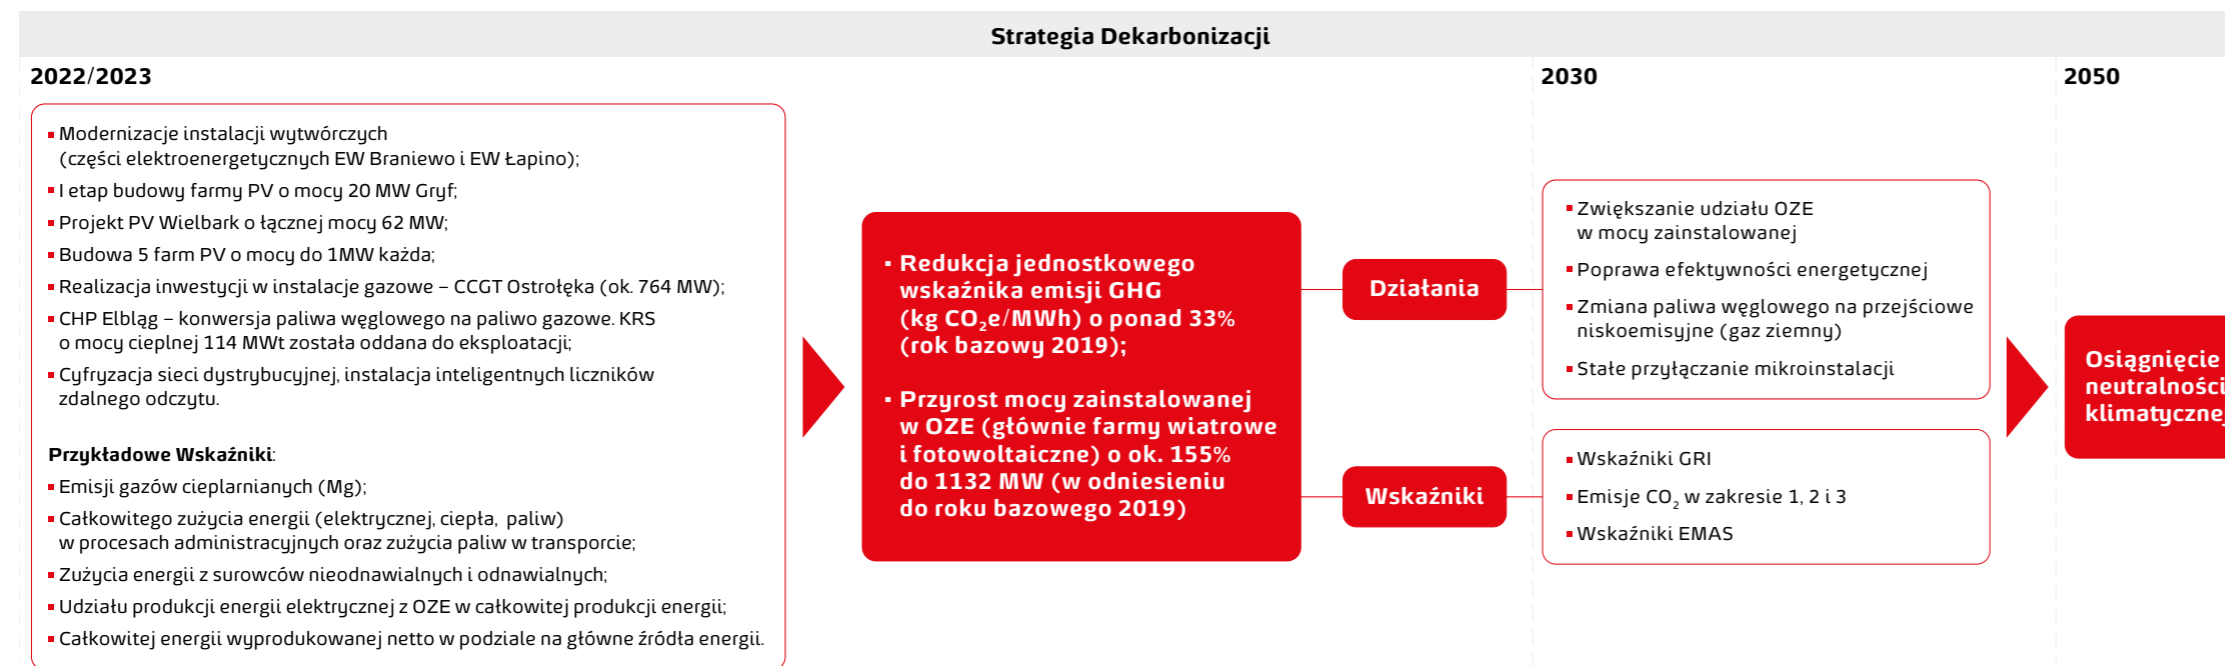 Strategia Dekarbonizacji
2022/2023
▪ Modernizacje instalacji wytwórczych
(części elektroenergetycznych EW Braniewo i EW Łapino);
▪ I etap budowy farmy PV o mocy 20 MW Gryf;
▪ Projekt PV Wielbark o łącznej mocy 62 MW;
▪ Budowa 5 farm PV o mocy do 1MW każda;
▪ Realizacja inwestycji w instalacje gazowe – CCGT Ostrołęka (ok. 764 MW);
▪ CHP Elbląg – konwersja paliwa węglowego na paliwo gazowe. KRS
o mocy cieplnej 114 MWt została oddana do eksploatacji;
▪ Cyfryzacja sieci dystrybucyjnej, instalacja inteligentnych liczników
zdalnego odczytu.
Przykładowe Wskaźniki:
▪ Emisji gazów cieplarnianych (Mg);
▪ Całkowitego zużycia energii (elektrycznej, ciepła, paliw)
w procesach administracyjnych oraz zużycia paliw w transporcie;
▪ Zużycia energii z surowców nieodnawialnych i odnawialnych;
▪ Udziału produkcji energii elektrycznej z OZE w całkowitej produkcji energii;
▪ Całkowitej energii wyprodukowanej netto w podziale na główne źródła energii.
▪ Redukcja jednostkowego
wskaźnika emisji GHG
(kg CO₂e/MWh) o ponad 33%
(rok bazowy 2019);
▪ Przyrost mocy zainstalowanej
w OZE (głównie farmy wiatrowe
i fotowoltaiczne) o ok. 155%
do 1132 MW (w odniesieniu
do roku bazowego 2019)
Działania
Wskaźniki
2030
▪ Zwiększanie udziału OZE
w mocy zainstalowanej
▪ Poprawa efektywności energetycznej
▪ Zmiana paliwa węglowego na przejściowe
niskoemisyjne (gaz ziemny)
▪ Stałe przyłączanie mikroinstalacji
▪ Wskaźniki GRI
▪ Emisje CO₂ w zakresie 1, 2 i 3
▪ Wskaźniki EMAS
2050
Osiągnięcie
neutralności
klimatycznej